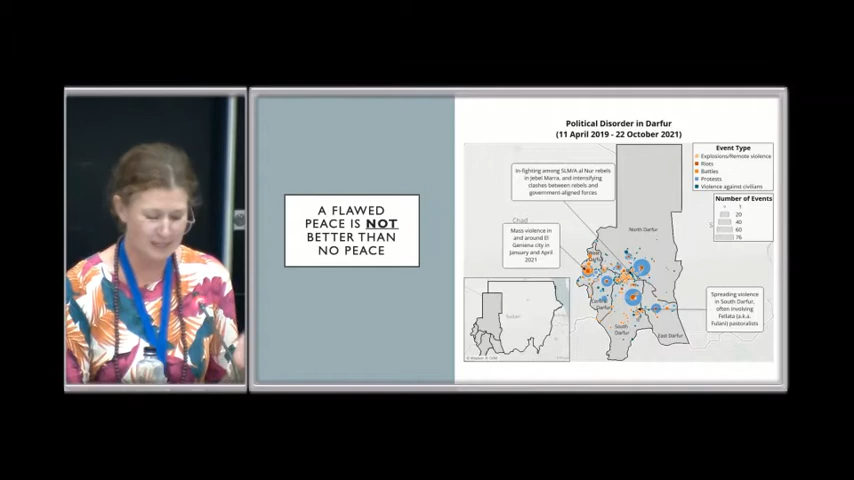 A FLAWED
PEACE IS NOT
BETTER THAN
NO PEACE
Political Disorder in Darfur
(11 April 2019 - 22 October 2021)
Event Type
Explosions/Remote violence
Riots
Battles
Protests
Violence against civilians
Number of Events
1
20
40
60
76
In-fighting among SLM/A al Nur rebels
in Jebel Marra, and intensifying
clashes between rebels and
government-aligned forces.
Chad
Mass violence in
and around El
Geneina city in
January and April
2021
North Darfur
Darfur
Darfur
South
Darfur
East Darfur
Spreading violence
in South Darfur,
often involving
Fellata (a.k.a.
Fulani) pastoralists
Sudan